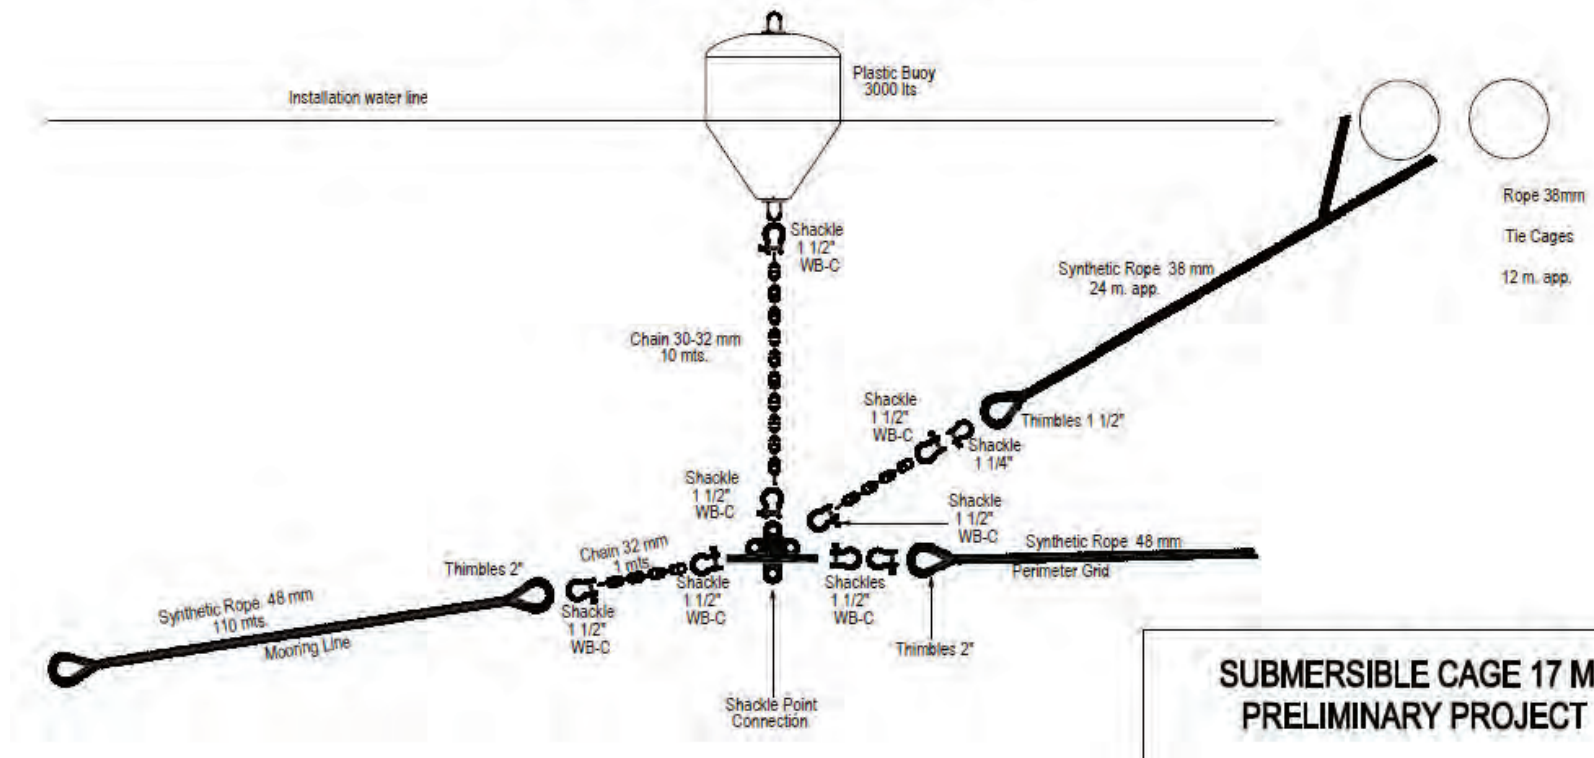 Plastic Buoy
3000 lts
Installation water line
Rope 38mm
Tie Cages
12 m. app.
Shackle
1 1/2"
WB-C
Synthetic Rope 38 mm
24 m. app.
Chain 30-32 mm
10 mts.
Shackle
1 1/2"
WB-C
Thimbles 1 1/2"
Shackle
1 1/4"
Shackle
1 1/2"
WB-C
Shackle
1 1/2"
WB-C
Synthetic Rope 48 mm
Perimeter Grid
Chain 32 mm
1 mts.
Thimbles 2"
Shackle
1 1/2"
WB-C
Shackles
1 1/2"
WB-C
Synthetic Rope 48 mm
110 mts.
Mooring Line
Shackle
1 1/2"
WB-C
Thimbles 2"
Shackle Point
Connection
SUBMERSIBLE CAGE 17 M
PRELIMINARY PROJECT